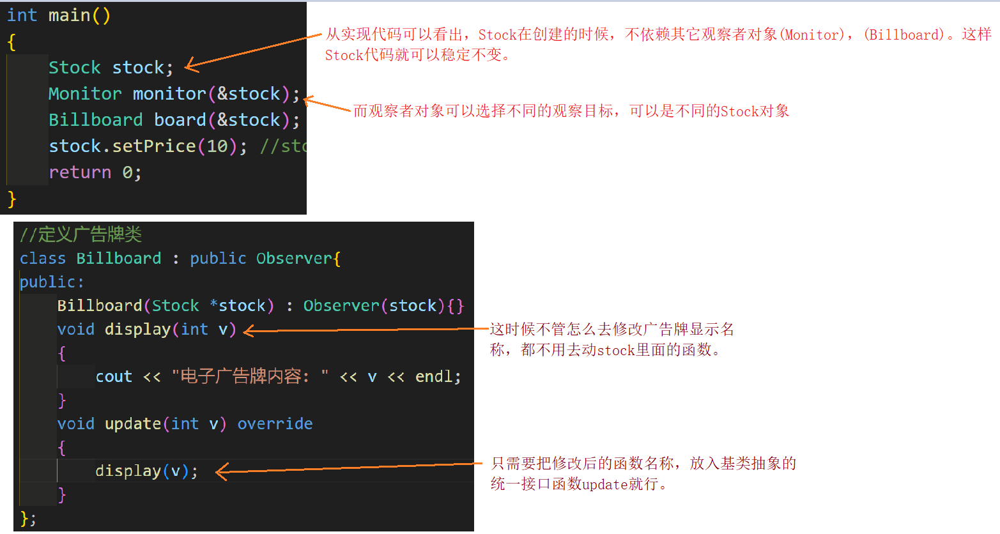 int main()
{
Stock stock;
Monitor monitor(&stock);
Billboard board(&stock);
stock.setPrice(10); //sto
return 0;
}
从实现代码可以看出，Stock在创建的时候，不依赖其它观察者对象(Monitor)，(Billboard)。这样
Stock代码就可以稳定不变。
而观察者对象可以选择不同的观察目标，可以是不同的Stock对象
//定义广告牌类
class Billboard : public Observer{
public:
Billboard(Stock *stock) : Observer(stock){}
void display(int v)
{
cout << "电子广告牌内容: " << v << endl;
}
void update(int v) override
{
display(v);
}
};
这时候不管怎么去修改广告牌显示名
称，都不用去动stock里面的函数。
只需要把修改后的函数名称，放入基类抽象的
统一接口函数update就行。